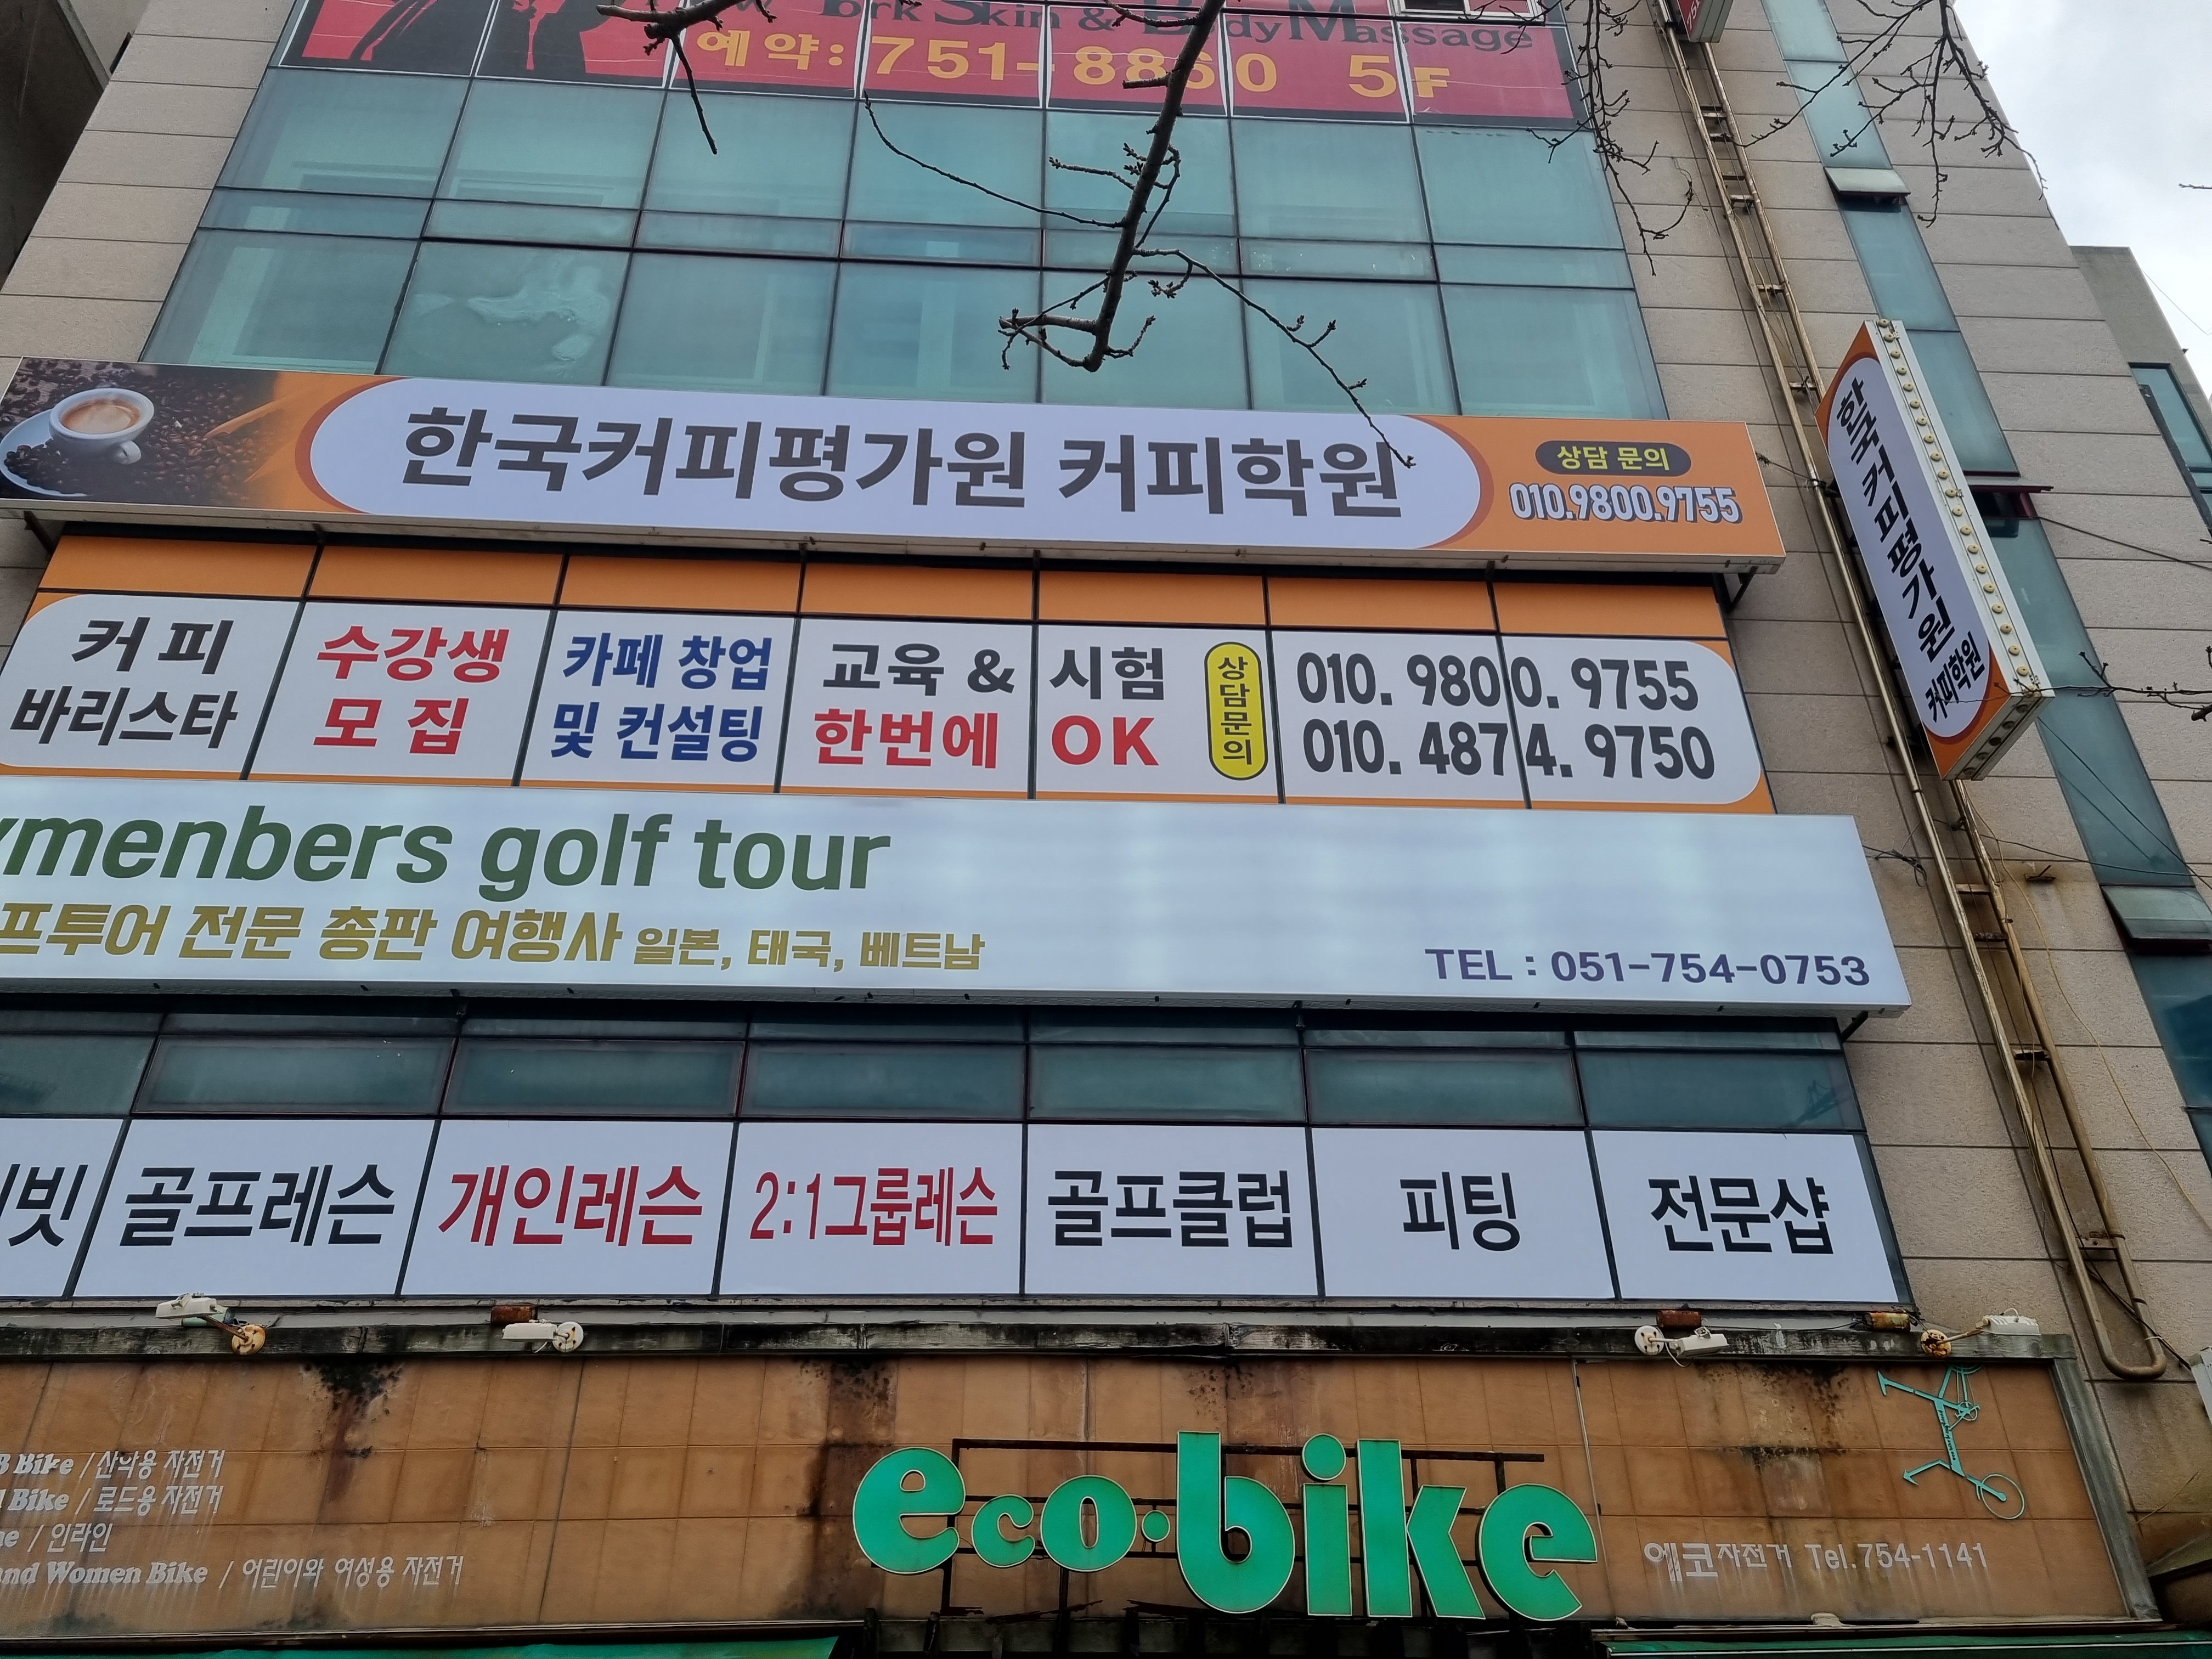 York Skin & Body Massage
예약: 751-8860 5F
한국커피평가원 커피학원
상담 문의
010.9800.9755
한국커피평가원
커피학원
커피
바리스타
수강생
모집
카페 창업
및 컨설팅
교육 & 시험
한번에 OK
상담문의
010. 9800. 9755
010. 4874. 9750
ymenbers golf tour
프투어 전문 총판 여행사 일본, 태국, 베트남
TEL : 051-754-0753
빗 골프레슨 개인레슨 2:1그룹레슨 골프클럽 피팅 전문샵
Bike / 산악용 자전거
Bike / 로드용 자전거
/ 인라인
and Women Bike / 어린이와 여성용 자전거
eco·bike
에코자전거 Tel.754-1141